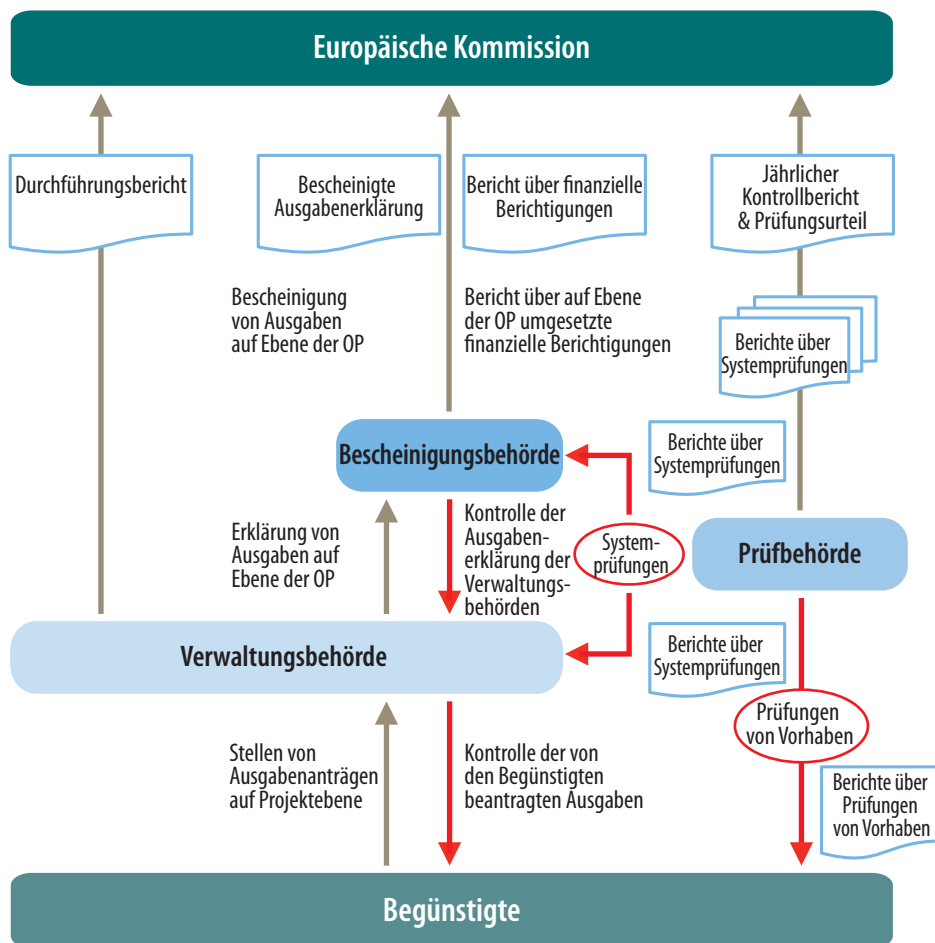 Europäische Kommission
Durchführungsbericht
Bescheinigte
Ausgabenerklärung
Bericht über finanzielle
Berichtigungen
Jährlicher
Kontrollbericht
& Prüfungsurteil
Bescheinigung
von Ausgaben
auf Ebene der OP
Bericht über auf Ebene
der OP umgesetzte
finanzielle Berichtigungen
Berichte über
Systemprüfungen
Bescheinigungsbehörde
Berichte über
Systemprüfungen
Erklärung von
Ausgaben auf
Ebene der OP
Kontrolle der
Ausgaben-
erklärung der
Verwaltungs-
behörden
System-
prüfungen
Prüfbehörde
Verwaltungsbehörde
Berichte über
Systemprüfungen
Prüfungen
von Vorhaben
Stellen von
Ausgabenanträgen
auf Projektebene
Kontrolle der von
den Begünstigten
beantragten Ausgaben
Berichte über
Prüfungen
von Vorhaben
Begünstigte